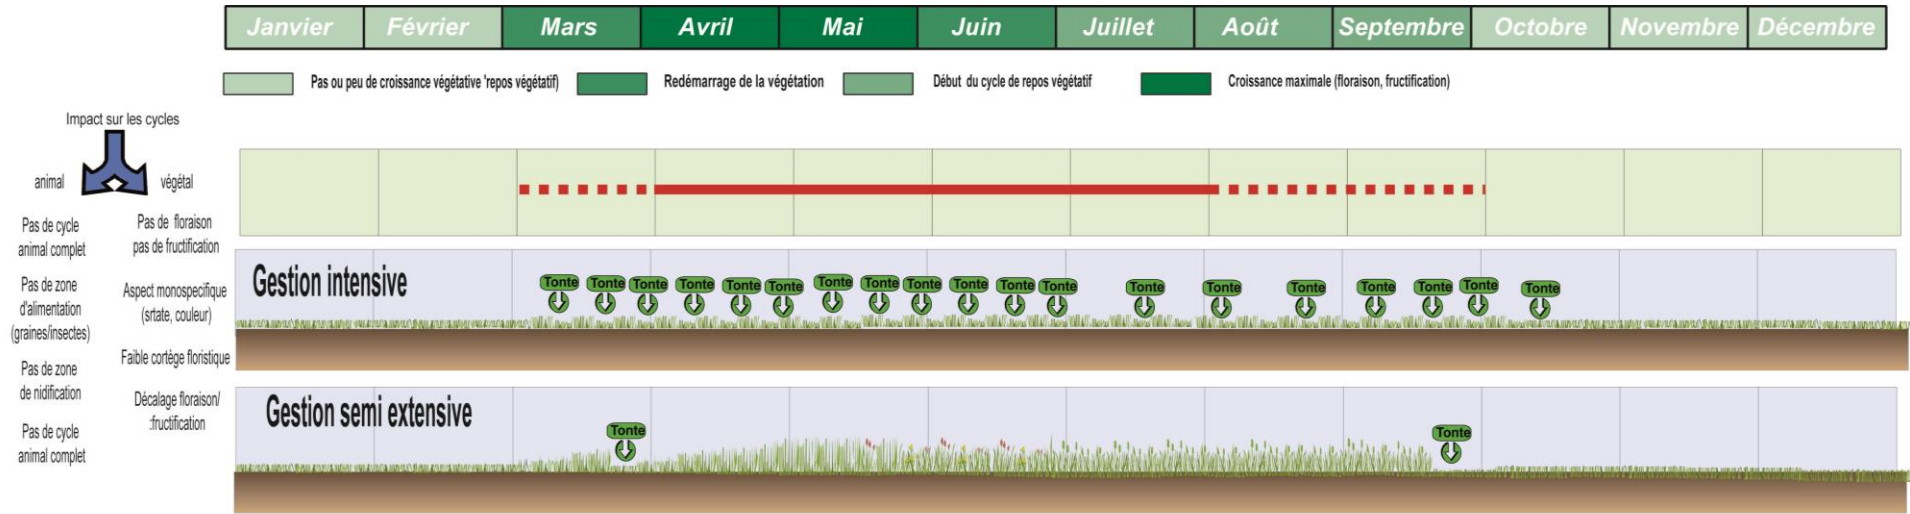 Janvier Février Mars Avril Mai Juin Juillet Août Septembre Octobre Novembre Décembre
Pas ou peu de croissance végétative 'repos végétatif) Redémarrage de la végétation Début du cycle de repos végétatif Croissance maximale (floraison, fructification)
Impact sur les cycles
animal végétal
Pas de cycle
animal complet
Pas de floraison
pas de fructification
Pas de zone
d'alimentation
(graines/insectes)
Aspect monospecifique
(srtate, couleur)
Faible cortège floristique
Pas de zone
de nidification
Décalage floraison/
:fructification
Pas de cycle
animal complet
Gestion intensive
Tonte Tonte Tonte Tonte Tonte Tonte Tonte Tonte Tonte Tonte Tonte Tonte Tonte Tonte Tonte Tonte Tonte Tonte Tonte
Gestion semi extensive
Tonte Tonte